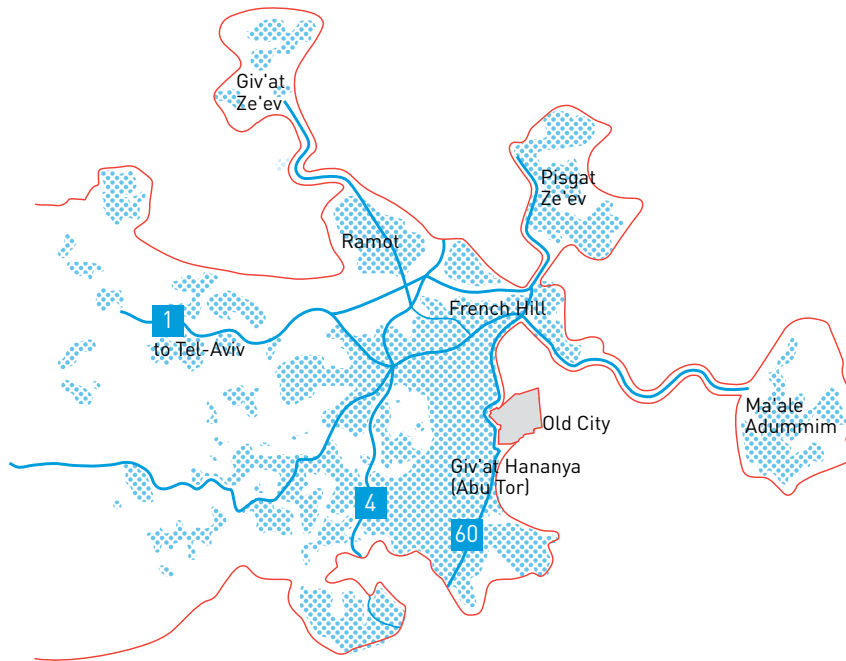 Giv'at
Ze'ev
Pisgat
Ze'ev
Ramot
French Hill
1
to Tel-Aviv
Ma'ale
Adummim
Old City
Giv'at Hananya
(Abu Tor)
4
60